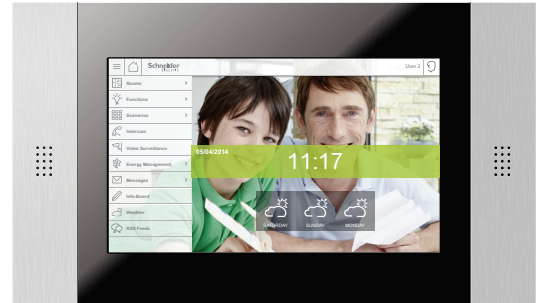 Schneider
Electric
User 2
Rooms
Functions
Scenarios
Intercom
Video Surveillance
Energy Management
Messages
Info-Board
Weather
RSS Feeds
05/04/2014
11:17
SATURDAY
SUNDAY
MONDAY